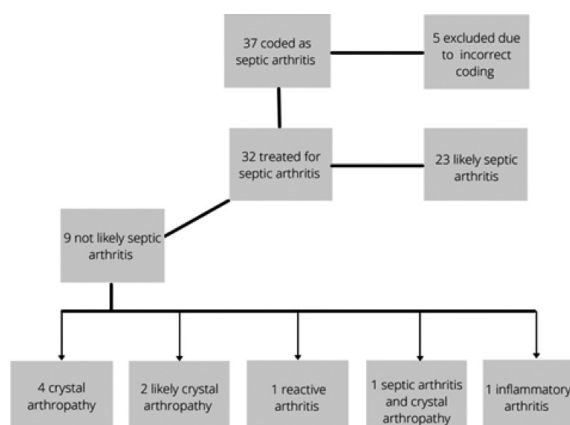 37 coded as
septic arthritis
5 excluded due
to incorrect
coding
32 treated for
septic arthritis
23 likely septic
arthritis
9 not likely septic
arthritis
4 crystal
arthropathy
2 likely crystal
arthropathy
1 reactive
arthritis
1 septic arthritis
and crystal
arthropathy
1 inflammatory
arthritis